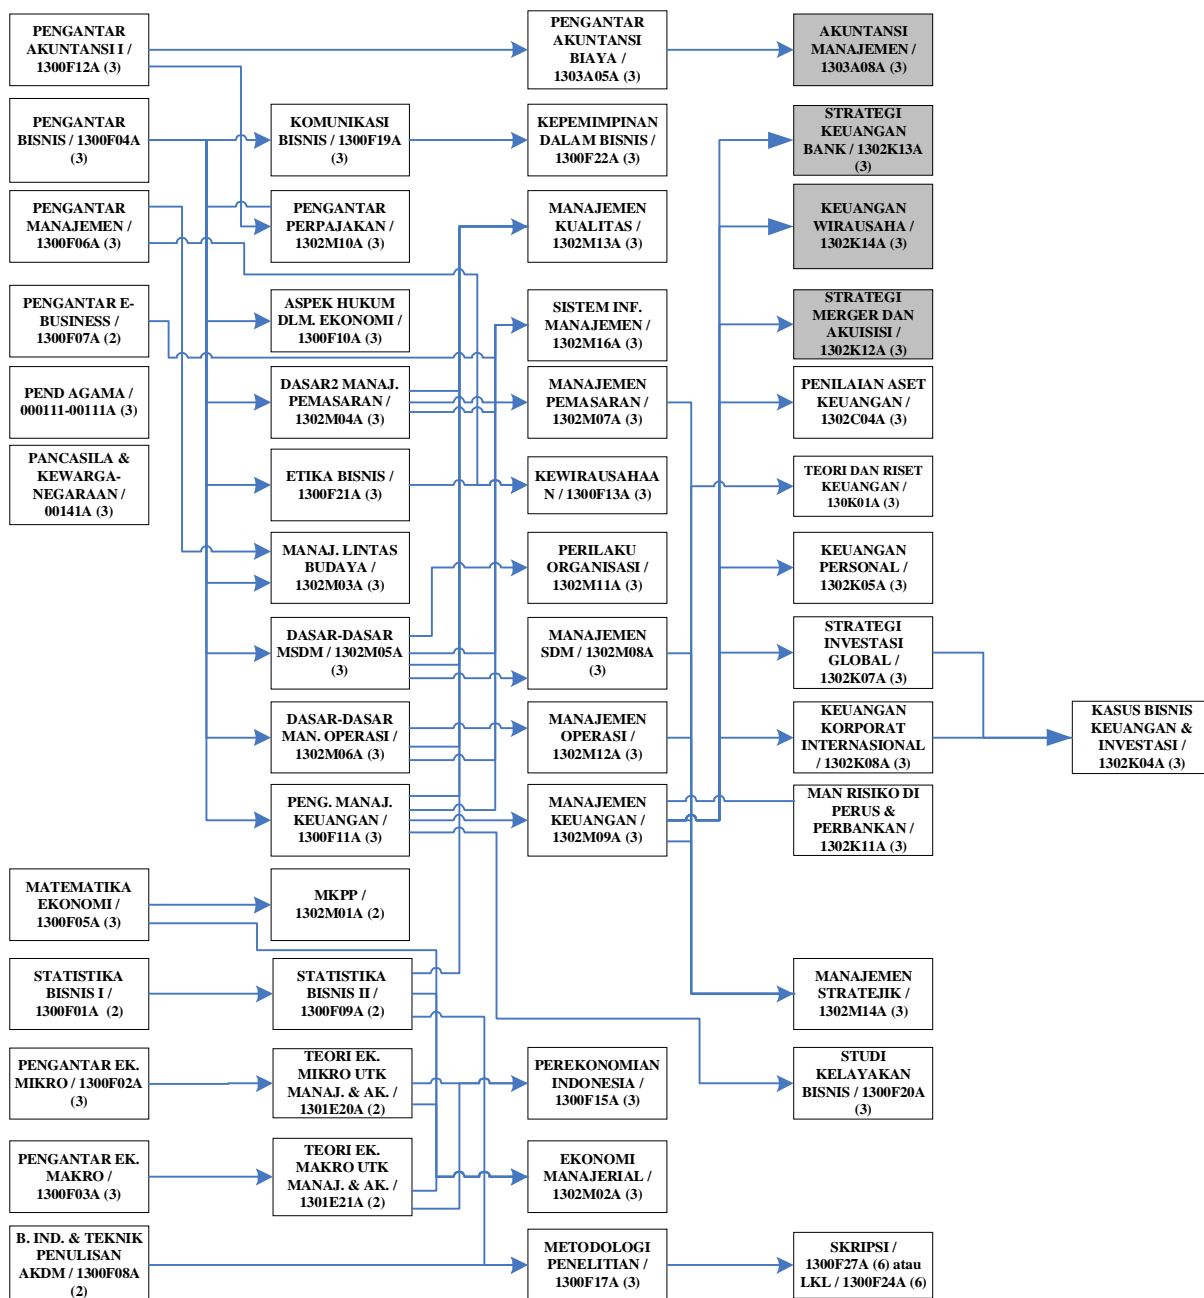 PENGANTAR
AKUNTANSI I /
1300F12A (3)
PENGANTAR
AKUNTANSI
BIAYA /
1303A05A (3)
AKUNTANSI
MANAJEMEN /
1303A08A (3)
PENGANTAR
BISNIS / 1300F04A
(3)
KOMUNIKASI
BISNIS / 1300F19A
(3)
KEPEMIMPINAN
DALAM BISNIS /
1300F22A (3)
STRATEGI
KEUANGAN
BANK / 1302K13A
(3)
PENGANTAR
MANAJEMEN /
1300F06A (3)
PENGANTAR
PERPAJAKAN /
1302M10A (3)
MANAJEMEN
KUALITAS /
1302M13A (3)
KEUANGAN
WIRAUSAHA /
1302K14A (3)
PENGANTAR E-
BUSINESS /
1300F07A (2)
ASPEK HUKUM
DLM. EKONOMI /
1300F10A (3)
SISTEM INF.
MANAJEMEN /
1302M16A (3)
STRATEGI
MERGER DAN
AKUISISI /
1302K12A (3)
PEND AGAMA /
000111-00111A (3)
DASAR2 MANAJ.
PEMASARAN /
1302M04A (3)
MANAJEMEN
PEMASARAN /
1302M07A (3)
PENILAIAN ASET
KEUANGAN /
1302C04A (3)
PANCASILA &
KEWARGA-
NEGARAAN /
00141A (3)
ETIKA BISNIS /
1300F21A (3)
KEWIRAUSAHAA
N / 1300F13A (3)
TEORI DAN RISET
KEUANGAN /
130K01A (3)
MANAJ. LINTAS
BUDAYA /
1302M03A (3)
PERILAKU
ORGANISASI /
1302M11A (3)
KEUANGAN
PERSONAL /
1302K05A (3)
DASAR-DASAR
MSDM / 1302M05A
(3)
MANAJEMEN
SDM / 1302M08A
(3)
STRATEGI
INVESTASI
GLOBAL /
1302K07A (3)
DASAR-DASAR
MAN. OPERASI /
1302M06A (3)
MANAJEMEN
OPERASI /
1302M12A (3)
KEUANGAN
KORPORAT
INTERNASIONAL
/ 1302K08A (3)
KASUS BISNIS
KEUANGAN &
INVESTASI /
1302K04A (3)
PENG. MANAJ.
KEUANGAN /
1300F11A (3)
MANAJEMEN
KEUANGAN /
1302M09A (3)
MAN RISIKO DI
PERUS &
PERBANKAN /
1302K11A (3)
MATEMATIKA
EKONOMI /
1300F05A (3)
MKPP /
1302M01A (2)
STATISTIKA
BISNIS I /
1300F01A (2)
STATISTIKA
BISNIS II /
1300F09A (2)
MANAJEMEN
STRATEJIK /
1302M14A (3)
PENGANTAR EK.
MIKRO / 1300F02A
(3)
TEORI EK.
MIKRO UTK
MANAJ. & AK. /
1301E20A (2)
PEREKONOMIAN
INDONESIA /
1300F15A (3)
STUDI
KELAYAKAN
BISNIS / 1300F20A
(3)
PENGANTAR EK.
MAKRO /
1300F03A (3)
TEORI EK.
MAKRO UTK
MANAJ. & AK. /
1301E21A (2)
EKONOMI
MANAJERIAL /
1302M02A (3)
B. IND. & TEKNIK
PENULISAN
AKDM / 1300F08A
(2)
METODOLOGI
PENELITIAN /
1300F17A (3)
SKRIPSI /
1300F27A (6) atau
LKL / 1300F24A (6)